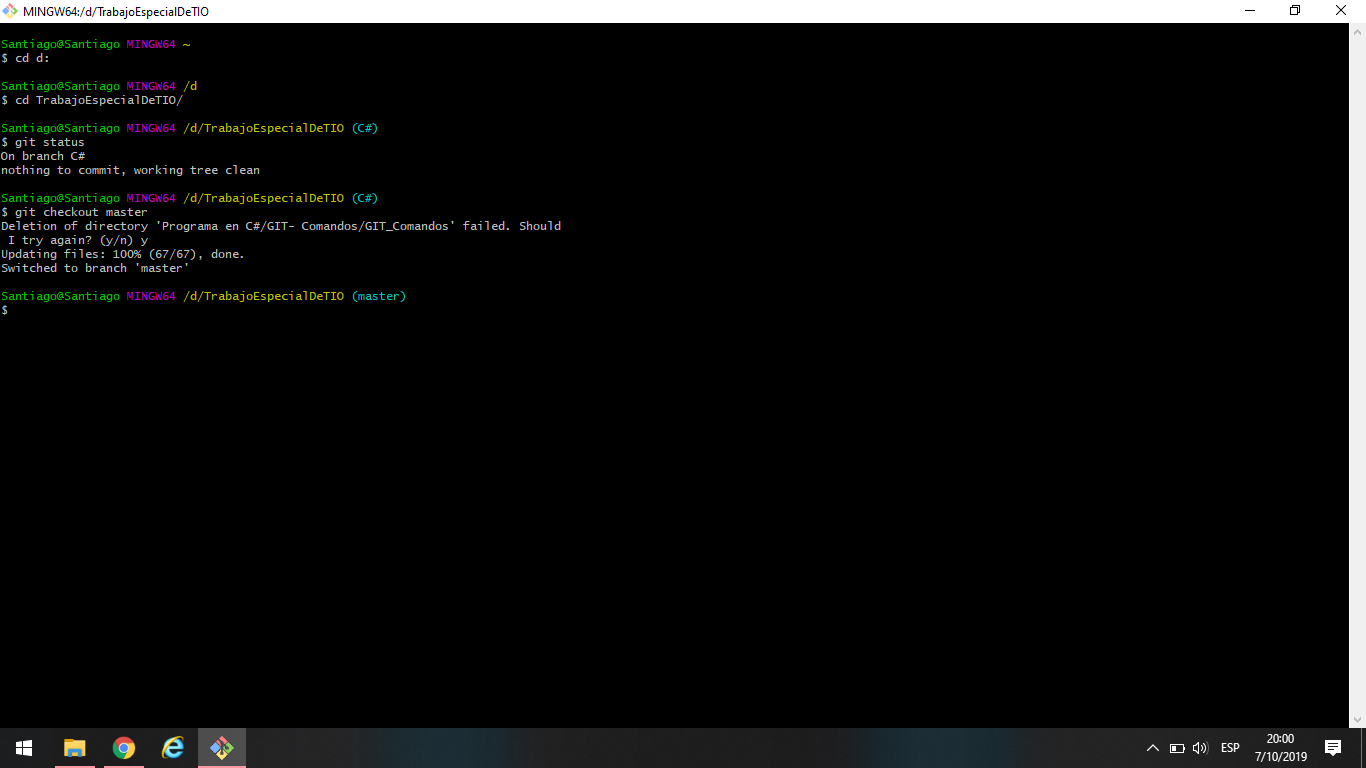 MINGW64:/d/TrabajoEspecialDeTIO
Santiago@Santiago MINGW64 ~
$ cd d:
Santiago@Santiago MINGW64 /d
$ cd TrabajoEspecialDeTIO/
Santiago@Santiago MINGW64 /d/TrabajoEspecialDeTIO (C#)
$ git status
On branch C#
nothing to commit, working tree clean
Santiago@Santiago MINGW64 /d/TrabajoEspecialDeTIO (C#)
$ git checkout master
Deletion of directory 'Programa en C#/GIT- Comandos/GIT_Comandos' failed. Should
 I try again? (y/n) y
Updating files: 100% (67/67), done.
Switched to branch 'master'
Santiago@Santiago MINGW64 /d/TrabajoEspecialDeTIO (master)
$
ESP
20:00
7/10/2019